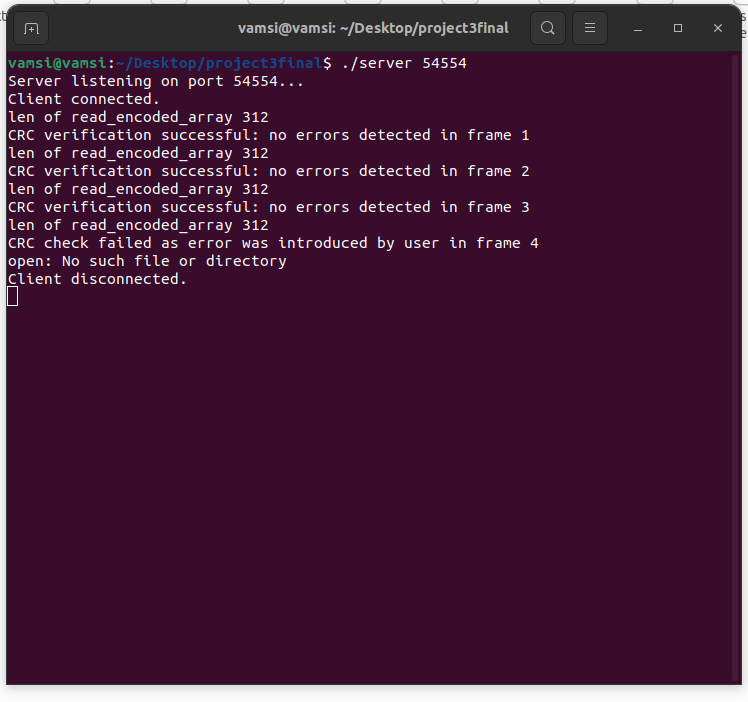 vamsi@vamsi: ~/Desktop/project3final
vamsi@vamsi:~/Desktop/project3final$ ./server 54554
Server listening on port 54554...
Client connected.
len of read_encoded_array 312
CRC verification successful: no errors detected in frame 1
len of read_encoded_array 312
CRC verification successful: no errors detected in frame 2
len of read_encoded_array 312
CRC verification successful: no errors detected in frame 3
len of read_encoded_array 312
CRC check failed as error was introduced by user in frame 4
open: No such file or directory
Client disconnected.